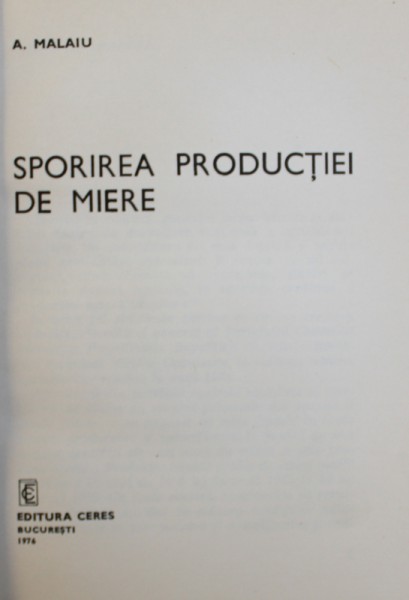 A. MALAIU
SPORIREA PRODUCȚIEI
DE MIERE
EDITURA CERES
BUCUREȘTI
1976